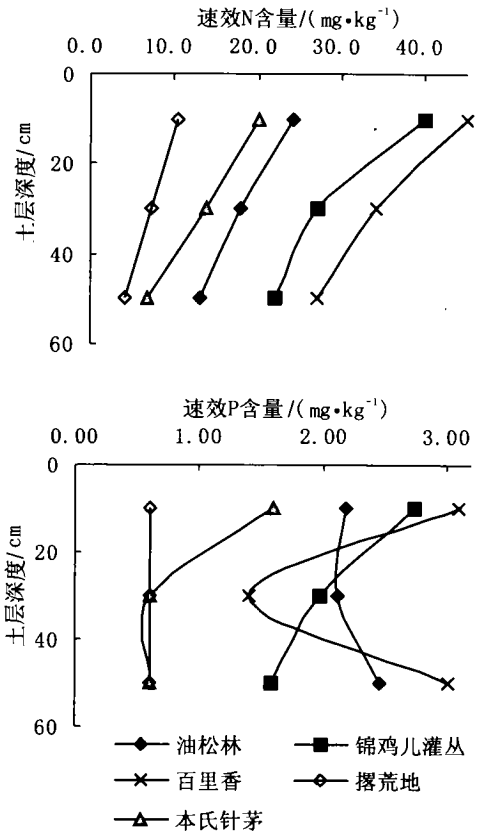 速效N含量/(mg•kg⁻¹)
0.0 10.0 20.0 30.0 40.0
0
20
40
60
土层深度/cm
速效P含量/(mg•kg⁻¹)
0.00 1.00 2.00 3.00
0
20
40
60
土层深度/cm
油松林 锦鸡儿灌丛
百里香 撂荒地
本氏针茅